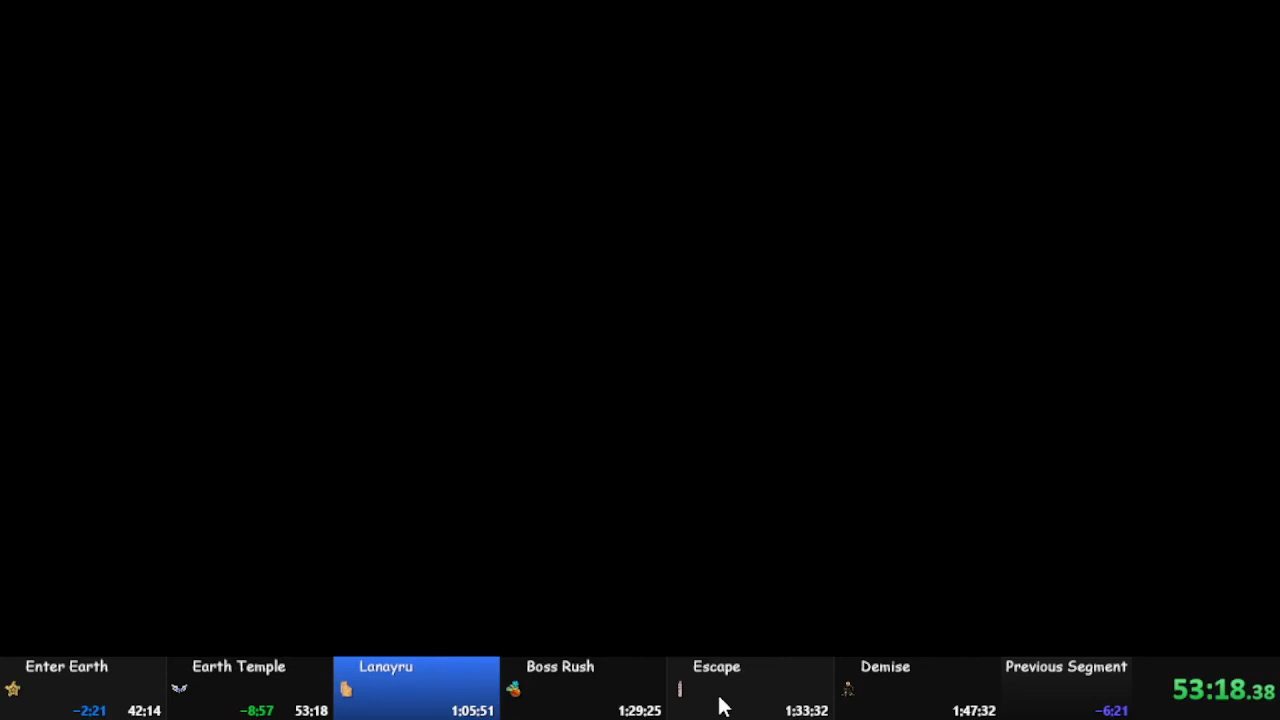 Enter Earth
−2:21 42:14
Earth Temple
−8:57 53:18
Lanayru
1:05:51
Boss Rush
1:29:25
Escape
1:33:32
Demise
1:47:32
Previous Segment
−6:21
53:18.38